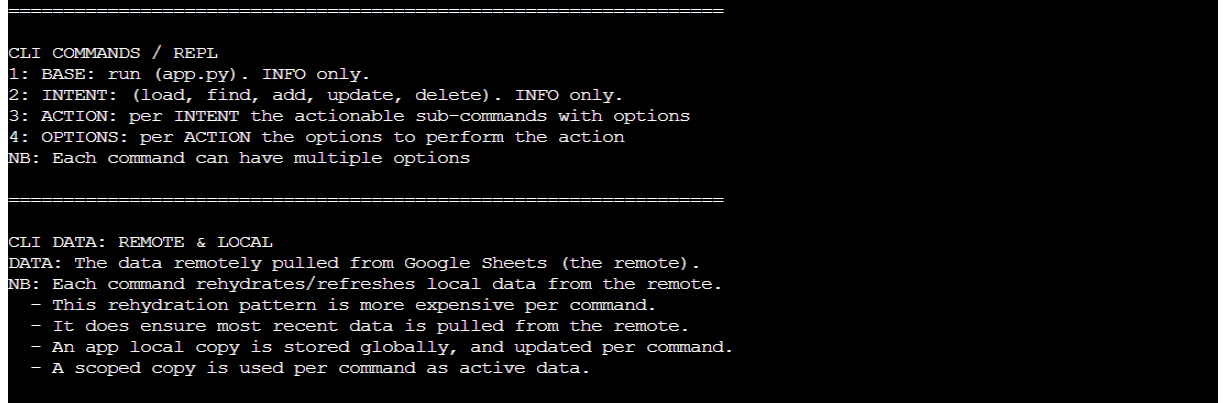 =================================================================
CLI COMMANDS / REPL
1: BASE: run (app.py). INFO only.
2: INTENT: (load, find, add, update, delete). INFO only.
3: ACTION: per INTENT the actionable sub-commands with options
4: OPTIONS: per ACTION the options to perform the action
NB: Each command can have multiple options
=================================================================
CLI DATA: REMOTE & LOCAL
DATA: The data remotely pulled from Google Sheets (the remote).
NB: Each command rehydrates/refreshes local data from the remote.
  - This rehydration pattern is more expensive per command.
  - It does ensure most recent data is pulled from the remote.
  - An app local copy is stored globally, and updated per command.
  - A scoped copy is used per command as active data.